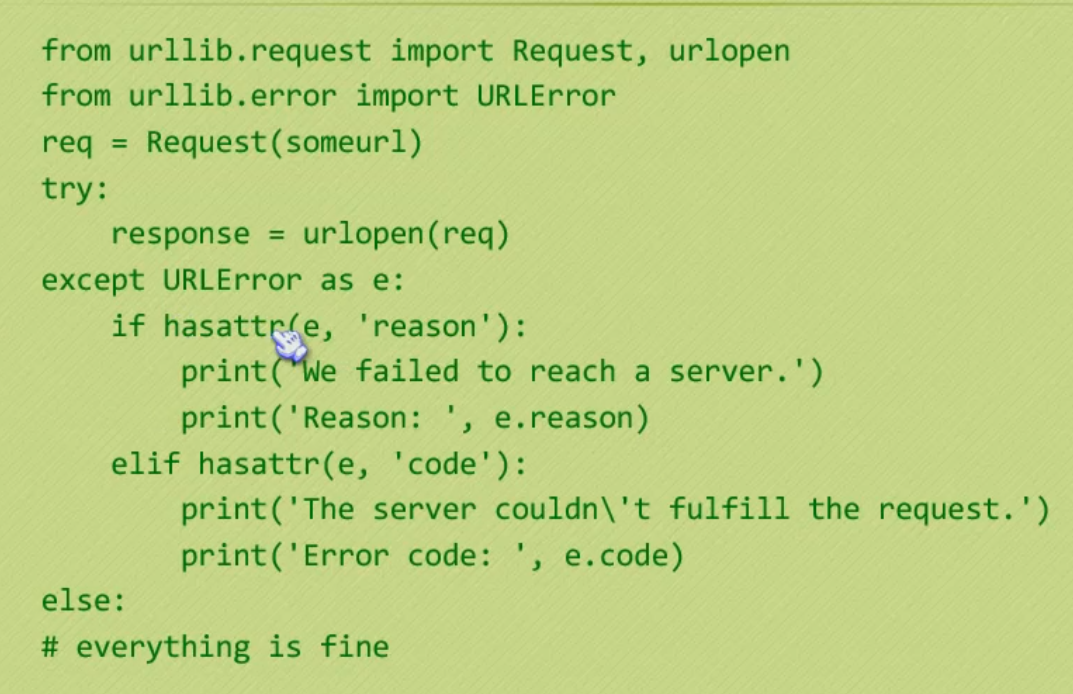 from urllib.request import Request, urlopen
from urllib.error import URLError
req = Request(someurl)
try:
    response = urlopen(req)
except URLError as e:
    if hasattr(e, 'reason'):
        print('We failed to reach a server.')
        print('Reason: ', e.reason)
    elif hasattr(e, 'code'):
        print('The server couldn\'t fulfill the request.')
        print('Error code: ', e.code)
else:
# everything is fine